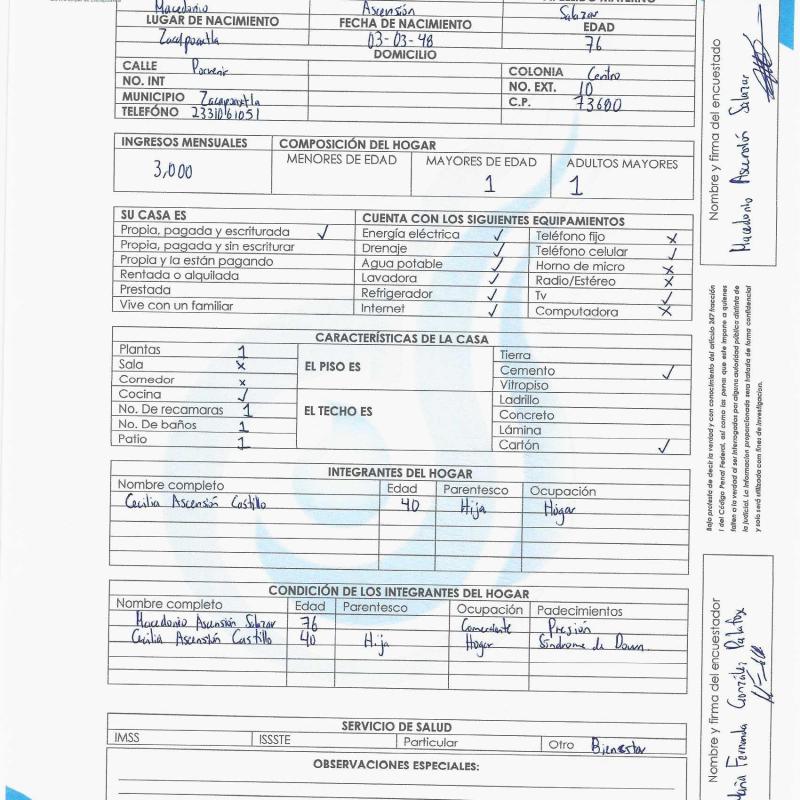 Macedonio Ascensión Salazar
LUGAR DE NACIMIENTO FECHA DE NACIMIENTO EDAD
Zacapoaxtla 03-03-48 76
DOMICILIO
CALLE Porvenir COLONIA Centro
NO. INT NO. EXT. 10
MUNICIPIO Zacapoaxtla C.P. 73680
TELEFÓNO 2331061051
INGRESOS MENSUALES COMPOSICIÓN DEL HOGAR
MENORES DE EDAD MAYORES DE EDAD ADULTOS MAYORES
3,000 1 1
SU CASA ES CUENTA CON LOS SIGUIENTES EQUIPAMIENTOS
Propia, pagada y escriturada ✓ Energía eléctrica ✓ Teléfono fijo x
Propia, pagada y sin escriturar Drenaje ✓ Teléfono celular ✓
Propia y la están pagando Agua potable ✓ Horno de micro x
Rentada o alquilada Lavadora ✓ Radio/Estéreo x
Prestada Refrigerador ✓ Tv ✓
Vive con un familiar Internet ✓ Computadora x
CARACTERÍSTICAS DE LA CASA
Plantas 1 EL PISO ES Tierra
Sala x Cemento ✓
Comedor x Vitropiso
Cocina ✓ EL TECHO ES Ladrillo
No. De recamaras 1 Concreto
No. De baños 1 Lámina
Patio 1 Cartón ✓
INTEGRANTES DEL HOGAR
Nombre completo Edad Parentesco Ocupación
Cecilia Ascensión Castillo 40 Hija Hogar
CONDICIÓN DE LOS INTEGRANTES DEL HOGAR
Nombre completo Edad Parentesco Ocupación Padecimientos
Macedonio Ascensión Salazar 76 Comerciante Presión
Cecilia Ascensión Castillo 40 Hija Hogar Síndrome de Down.
SERVICIO DE SALUD
IMSS ISSSTE Particular Otro Bienestar
OBSERVACIONES ESPECIALES:
Nombre y firma del encuestado
Macedonio Ascensión Salazar
Bajo protesta de decir la verdad y con conocimiento del artículo 247 fracción
I del Código Penal Federal, así como las penas que este impone a quienes
falten a la verdad al ser interrogados por alguna autoridad pública distinta de
la judicial. La información proporcionada será tratada de forma confidencial
y solo será utilizada con fines de investigación.
Nombre y firma del encuestador
Fernanda González Palafox